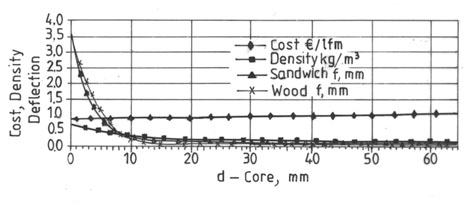 4,0
3,5
3,0
2,5
2,0
1,5
1,0
0,5
0,0
Cost, Density
Deflection
Cost €/lfm
Density kg/m³
Sandwich f, mm
Wood f, mm
0 10 20 30 40 50 60
d – Core, mm